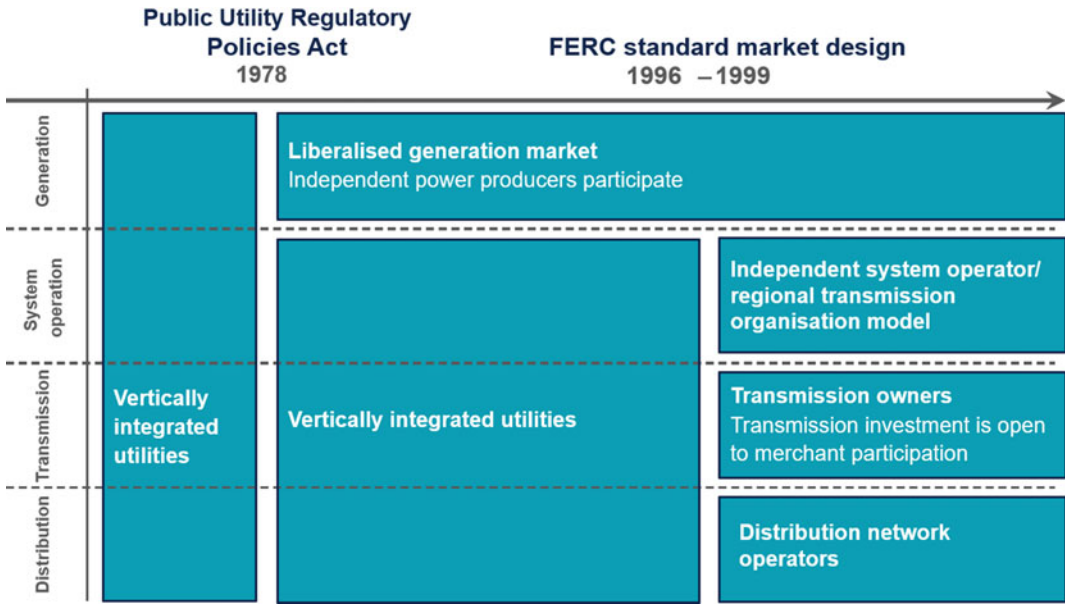 Public Utility Regulatory
Policies Act
1978
FERC standard market design
1996 – 1999
Generation
Liberalised generation market
Independent power producers participate
System
operation
Independent system operator/
regional transmission
organisation model
Transmission
Vertically
integrated
utilities
Vertically integrated utilities
Transmission owners
Transmission investment is open
to merchant participation
Distribution
Distribution network
operators